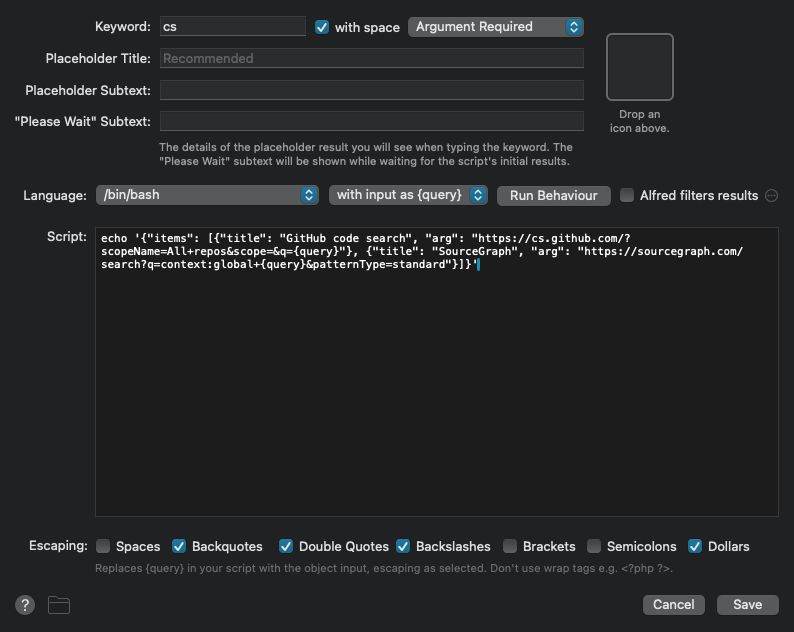 Keyword: cs with space Argument Required
Placeholder Title: Recommended
Placeholder Subtext:
"Please Wait" Subtext:
Drop an
icon above.
The details of the placeholder result you will see when typing the keyword. The
"Please Wait" subtext will be shown while waiting for the script's initial results.
Language: /bin/bash with input as {query} Run Behaviour Alfred filters results
Script:
echo '{"items": [{"title": "GitHub code search", "arg": "https://cs.github.com/?
scopeName=All+repos&scope=&q={query}"}, {"title": "SourceGraph", "arg": "https://sourcegraph.com/
search?q=context:global+{query}&patternType=standard"}]}'
Escaping: Spaces Backquotes Double Quotes Backslashes Brackets Semicolons Dollars
Replaces {query} in your script with the object input, escaping as selected. Don't use wrap tags e.g. <?php ?>.
? Cancel Save